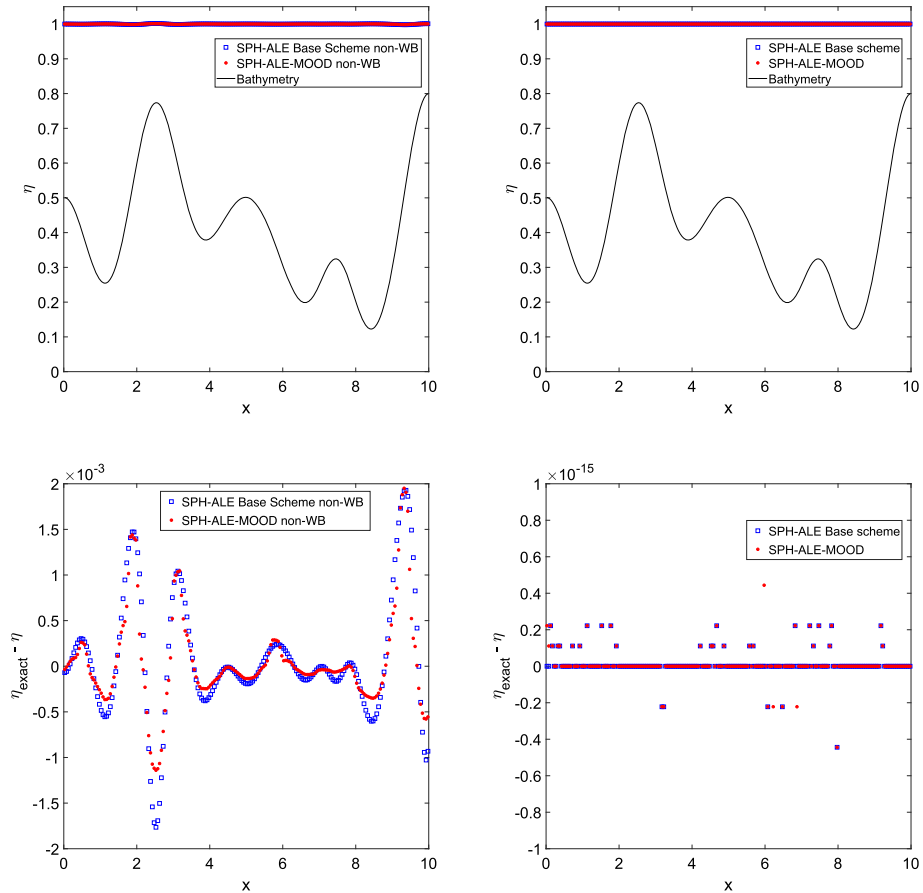 1
0.9
0.8
0.7
0.6
0.5
0.4
0.3
0.2
0.1
0
η
SPH-ALE Base Scheme non-WB
SPH-ALE-MOOD non-WB
Bathymetry
0 2 4 6 8 10
x
1
0.9
0.8
0.7
0.6
0.5
0.4
0.3
0.2
0.1
0
η
SPH-ALE Base scheme
SPH-ALE-MOOD
Bathymetry
0 2 4 6 8 10
x
×10⁻³
2
1.5
1
0.5
0
-0.5
-1
-1.5
-2
η_exact - η
SPH-ALE Base Scheme non-WB
SPH-ALE-MOOD non-WB
0 2 4 6 8 10
x
×10⁻¹⁵
1
0.8
0.6
0.4
0.2
0
-0.2
-0.4
-0.6
-0.8
-1
η_exact - η
SPH-ALE Base scheme
SPH-ALE-MOOD
0 2 4 6 8 10
x